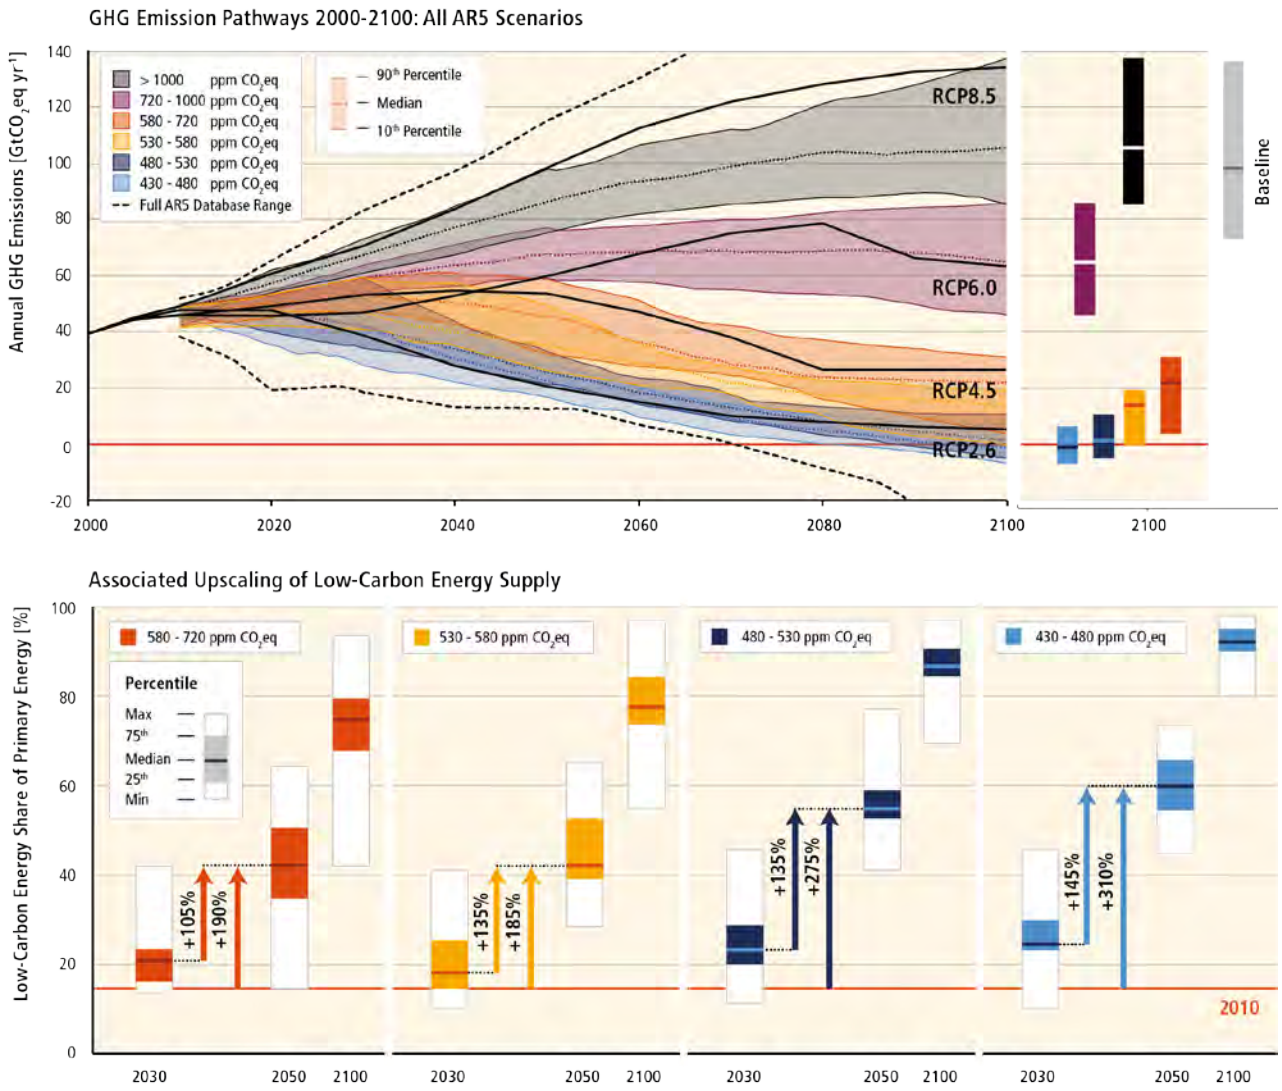 GHG Emission Pathways 2000-2100: All AR5 Scenarios
Annual GHG Emissions [GtCO₂eq yr⁻¹]
140
120
100
80
60
40
20
0
-20
> 1000 ppm CO₂eq
720 - 1000 ppm CO₂eq
580 - 720 ppm CO₂eq
530 - 580 ppm CO₂eq
480 - 530 ppm CO₂eq
430 - 480 ppm CO₂eq
Full AR5 Database Range
90th Percentile
Median
10th Percentile
RCP8.5
RCP6.0
RCP4.5
RCP2.6
Baseline
2000 2020 2040 2060 2080 2100 2100
Associated Upscaling of Low-Carbon Energy Supply
Low-Carbon Energy Share of Primary Energy [%]
100
80
60
40
20
0
580 - 720 ppm CO₂eq
530 - 580 ppm CO₂eq
480 - 530 ppm CO₂eq
430 - 480 ppm CO₂eq
Percentile
Max
75th
Median
25th
Min
+105%
+190%
+135%
+185%
+135%
+275%
+145%
+310%
2010
2030 2050 2100 2030 2050 2100 2030 2050 2100 2030 2050 2100